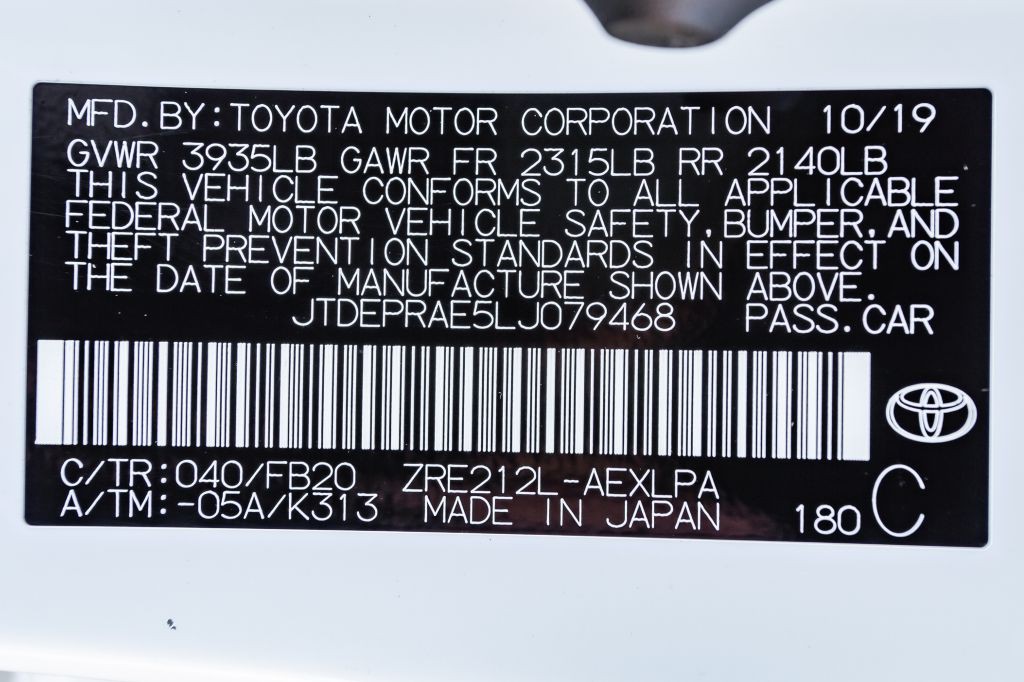 MFD.BY:TOYOTA MOTOR CORPORATION 10/19
GVWR 3935LB GAWR FR 2315LB RR 2140LB
THIS VEHICLE CONFORMS TO ALL APPLICABLE
FEDERAL MOTOR VEHICLE SAFETY,BUMPER,AND
THEFT PREVENTION STANDARDS IN EFFECT ON
THE DATE OF MANUFACTURE SHOWN ABOVE.
JTDEPRAE5LJ079468 PASS.CAR
C/TR:040/FB20 ZRE212L-AEXLPA
A/TM:-05A/K313 MADE IN JAPAN 180 C